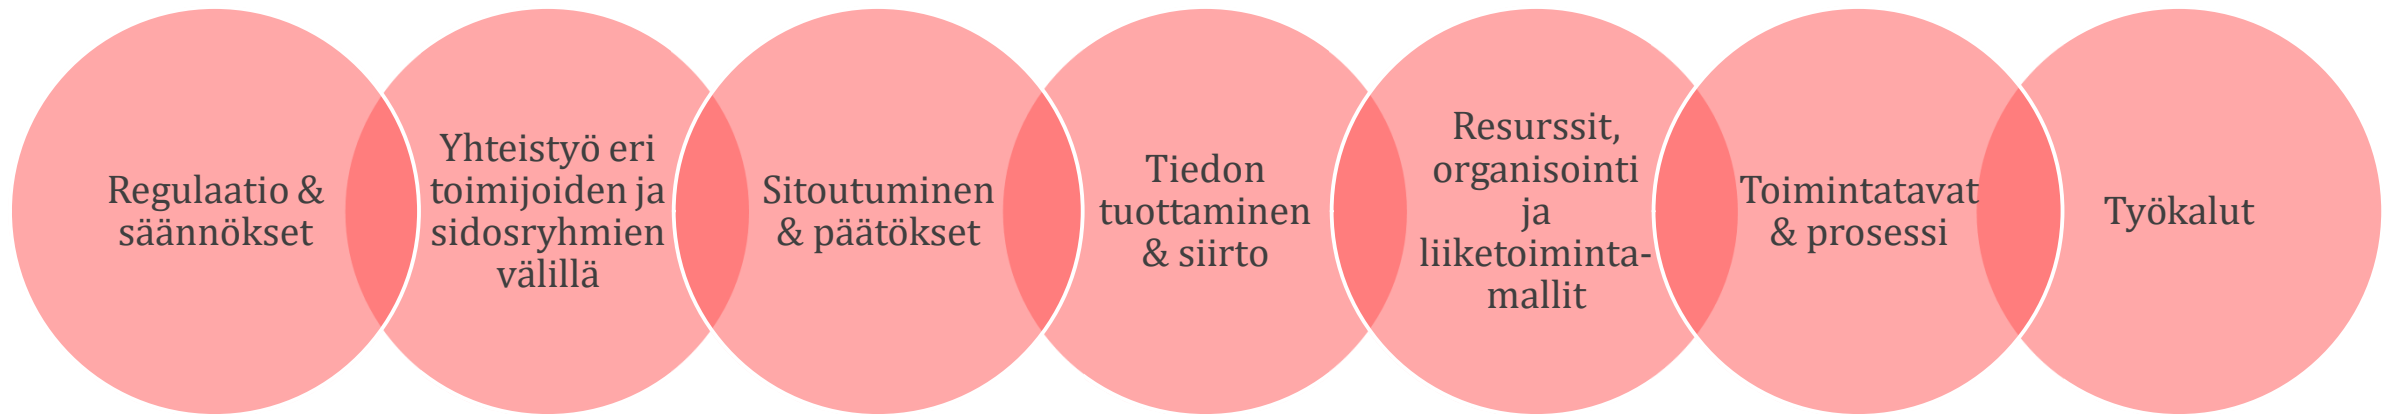 Regulaatio &
säännökset
Yhteistyö eri
toimijoiden ja
sidosryhmien
välillä
Sitoutuminen
& päätökset
Tiedon
tuottaminen
& siirto
Resurssit,
organisointi
ja
liiketoiminta-
mallit
Toimintatavat
& prosessi
Työkalut